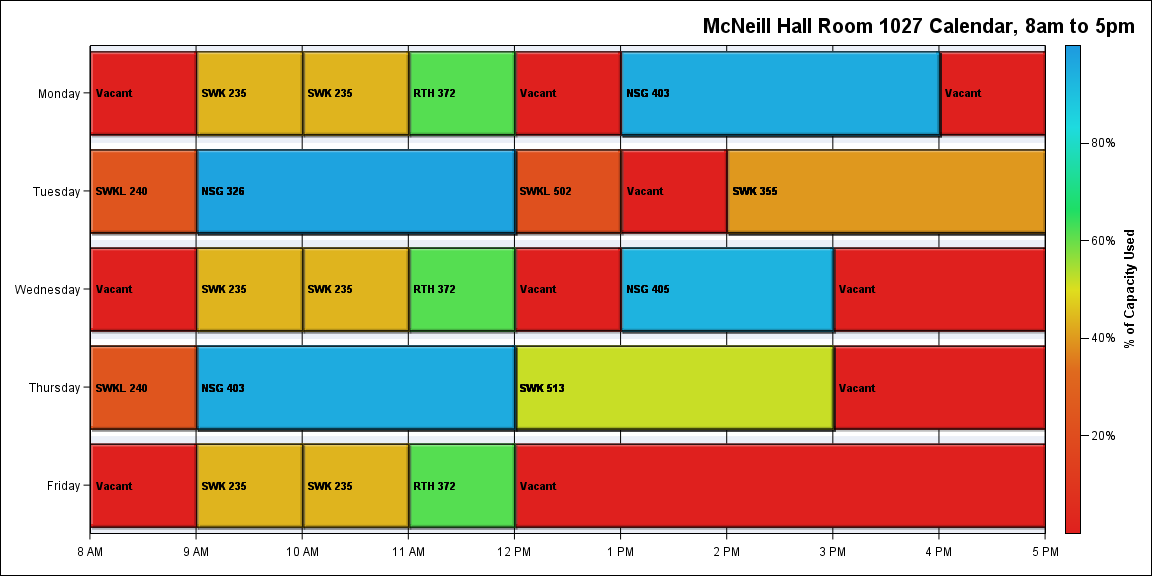 McNeill Hall Room 1027 Calendar, 8am to 5pm
Monday
Vacant
SWK 235
SWK 235
RTH 372
Vacant
NSG 403
Vacant
Tuesday
SWKL 240
NSG 326
SWKL 502
Vacant
SWK 355
Wednesday
Vacant
SWK 235
SWK 235
RTH 372
Vacant
NSG 405
Vacant
Thursday
SWKL 240
NSG 403
SWK 513
Vacant
Friday
Vacant
SWK 235
SWK 235
RTH 372
Vacant
8 AM
9 AM
10 AM
11 AM
12 PM
1 PM
2 PM
3 PM
4 PM
5 PM
80%
60%
40%
20%
% of Capacity Used